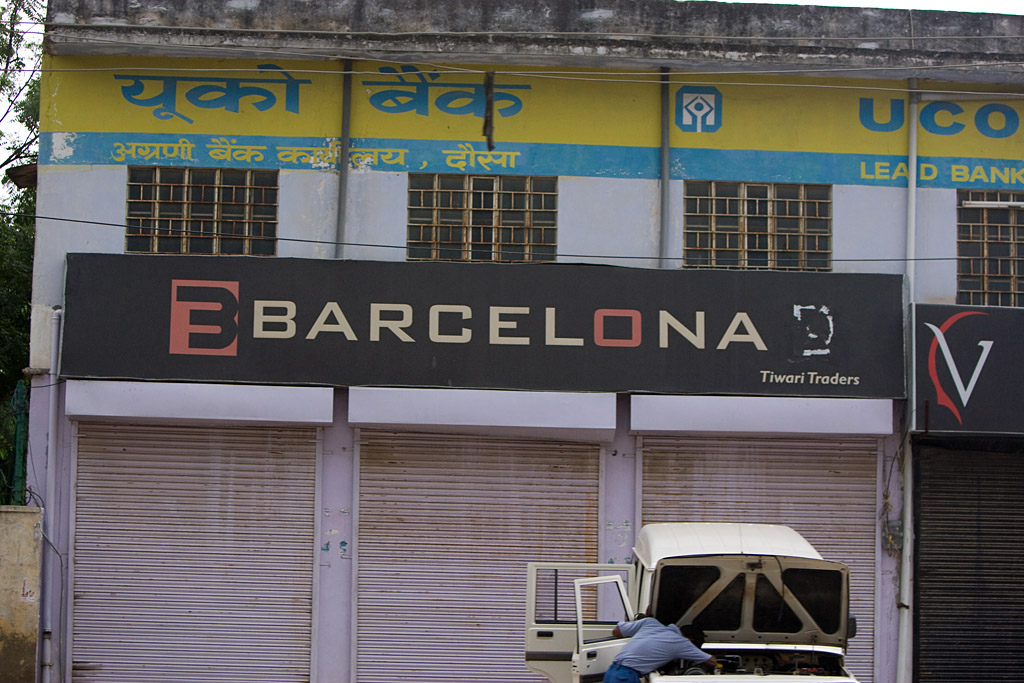 यूको बैंक UCO
अग्रणी बैंक कार्यालय , दौसा LEAD BANK
B BARCELONA
Tiwari Traders
V